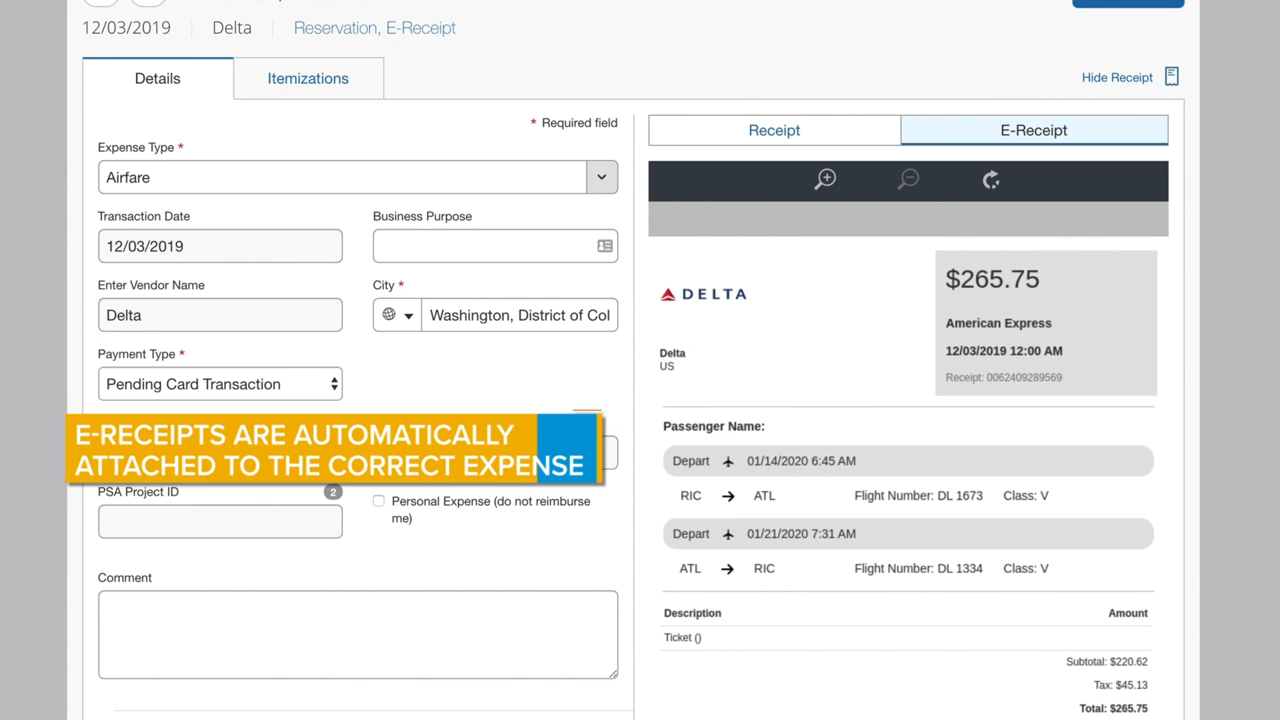 12/03/2019 Delta Reservation, E-Receipt
Details Itemizations
Hide Receipt
* Required field
Expense Type *
Airfare
Transaction Date Business Purpose
12/03/2019
Enter Vendor Name City *
Delta Washington, District of Col
Payment Type *
Pending Card Transaction
E-RECEIPTS ARE AUTOMATICALLY
ATTACHED TO THE CORRECT EXPENSE
PSA Project ID 2
Personal Expense (do not reimburse
me)
Comment
Receipt E-Receipt
DELTA
$265.75
American Express
12/03/2019 12:00 AM
Receipt: 0062409289569
Delta
US
Passenger Name:
Depart 01/14/2020 6:45 AM
RIC ATL Flight Number: DL 1673 Class: V
Depart 01/21/2020 7:31 AM
ATL RIC Flight Number: DL 1334 Class: V
Description Amount
Ticket ()
Subtotal: $220.62
Tax: $45.13
Total: $265.75